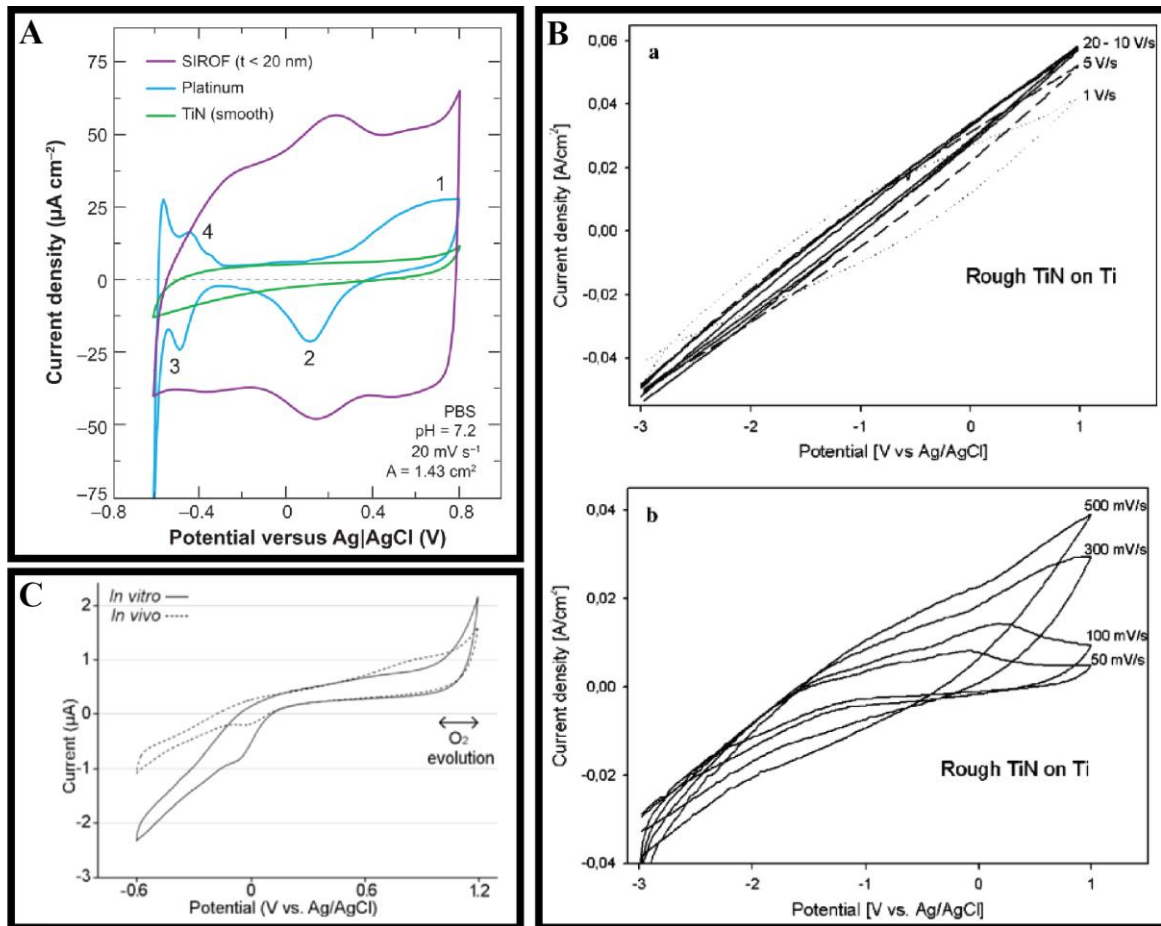 A
SIROF (t < 20 nm)
Platinum
TiN (smooth)
75
50
25
0
−25
−50
−75
Current density (μA cm⁻²)
1
2
3
4
PBS
pH = 7.2
20 mV s⁻¹
A = 1.43 cm²
−0.8
−0.4
0
0.4
0.8
Potential versus Ag|AgCl (V)
B
a
0,06
0,04
0,02
0,00
-0,02
-0,04
Current density [A/cm²]
20 - 10 V/s
5 V/s
1 V/s
Rough TiN on Ti
-3
-2
-1
0
1
Potential [V vs Ag/AgCl]
b
0,04
0,02
0,00
-0,02
-0,04
Current density [A/cm²]
500 mV/s
300 mV/s
100 mV/s
50 mV/s
Rough TiN on Ti
-3
-2
-1
0
1
Potential [V vs. Ag/AgCl]
C
In vitro
In vivo
2
1
0
-1
-2
-3
Current (μA)
O₂
evolution
-0.6
0
0.6
1.2
Potential (V vs. Ag/AgCl)